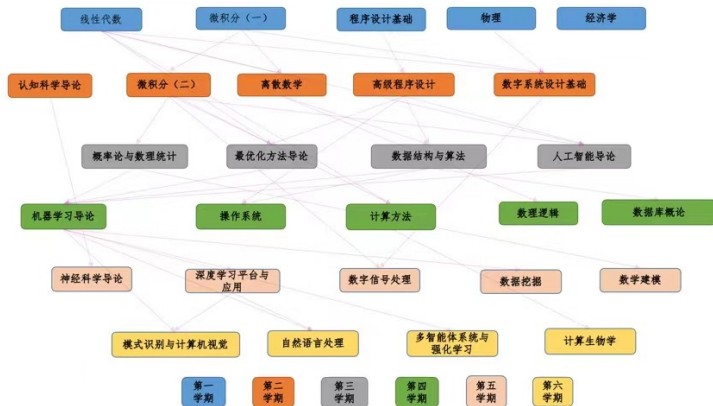 线性代数
微积分（一）
程序设计基础
物理
经济学
认知科学导论
微积分（二）
离散数学
高级程序设计
数字系统设计基础
概率论与数理统计
最优化方法导论
数据结构与算法
人工智能导论
机器学习导论
操作系统
计算方法
数理逻辑
数据库概论
神经科学导论
深度学习平台与
应用
数字信号处理
数据挖掘
数学建模
模式识别与计算机视觉
自然语言处理
多智能体系统与
强化学习
计算生物学
第一
学期
第二
学期
第三
学期
第四
学期
第五
学期
第六
学期